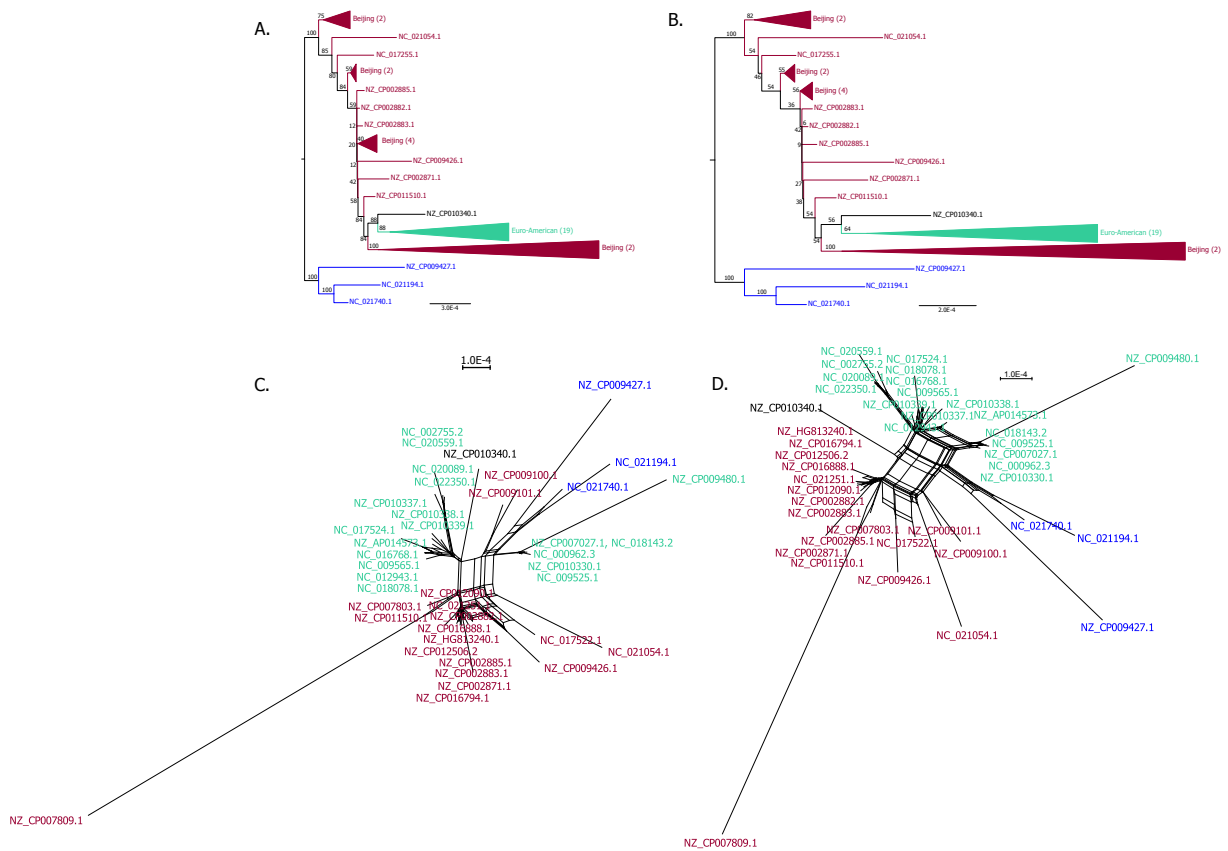 A.
75
Beijing (2)
100
NC_021054.1
85
NC_017255.1
80
59
Beijing (2)
84
NZ_CP002885.1
59
NZ_CP002882.1
12
NZ_CP002883.1
40
Beijing (4)
20
12
NZ_CP009426.1
42
NZ_CP002871.1
58
NZ_CP011510.1
84
88
NZ_CP010340.1
88
Euro-American (19)
84
100
Beijing (2)
NZ_CP009427.1
100
NC_021194.1
100
NC_021740.1
3.0E-4
B.
82
Beijing (2)
100
NC_021054.1
54
NC_017255.1
46
55
Beijing (2)
54
56
Beijing (4)
36
NZ_CP002883.1
6
NZ_CP002882.1
42
9
NZ_CP002885.1
NZ_CP009426.1
27
NZ_CP002871.1
38
NZ_CP011510.1
54
56
NZ_CP010340.1
64
Euro-American (19)
54
100
Beijing (2)
NZ_CP009427.1
100
NC_021194.1
100
NC_021740.1
2.0E-4
C.
1.0E-4
NZ_CP009427.1
NC_002755.2
NC_020559.1
NZ_CP010340.1
NC_020089.1
NC_022350.1
NZ_CP009100.1
NZ_CP009101.1
NC_021194.1
NC_021740.1
NZ_CP009480.1
NZ_CP010337.1
NZ_CP010338.1
NZ_CP010339.1
NC_017524.1
NZ_AP014573.1
NC_016768.1
NC_009565.1
NC_012943.1
NC_018078.1
NZ_CP007027.1, NC_018143.2
NC_000962.3
NZ_CP010330.1
NC_009525.1
NZ_CP012090.1
NZ_CP007803.1
NZ_CP011510.1
NZ_CP016888.1
NZ_HG813240.1
NZ_CP012506.2
NZ_CP002885.1
NZ_CP002883.1
NZ_CP002871.1
NZ_CP016794.1
NC_017522.1
NC_021054.1
NZ_CP009426.1
NZ_CP007809.1
D.
1.0E-4
NC_020559.1
NC_002755.2
NC_020089.1
NC_022350.1
NC_017524.1
NC_018078.1
NC_016768.1
NC_009565.1
NZ_CP009480.1
NZ_CP010340.1
NZ_CP010339.1
NZ_CP010338.1
NZ_CP010337.1
NZ_AP014573.1
NC_018143.2
NC_009525.1
NZ_CP007027.1
NC_000962.3
NZ_CP010330.1
NZ_HG813240.1
NZ_CP016794.1
NZ_CP012506.2
NZ_CP016888.1
NC_021251.1
NZ_CP012090.1
NZ_CP002882.1
NZ_CP002883.1
NZ_CP007803.1
NZ_CP002885.1
NZ_CP002871.1
NZ_CP011510.1
NC_017522.1
NZ_CP009101.1
NZ_CP009100.1
NZ_CP009426.1
NC_021740.1
NC_021194.1
NC_021054.1
NZ_CP009427.1
NZ_CP007809.1